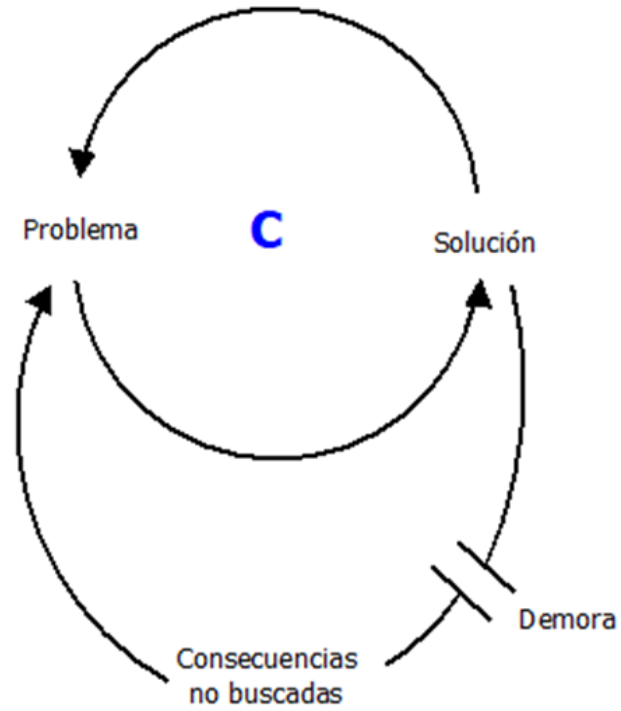 Problema
C
Solución
Demora
Consecuencias
no buscadas